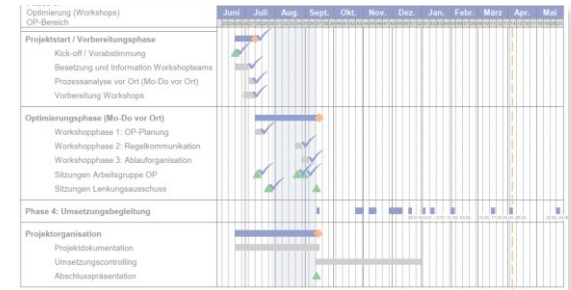 Optimierung (Workshops)
OP-Bereich
Juni Juli Aug. Sept. Okt. Nov. Dez. Jan. Febr. März Apr. Mai
Projektstart / Vorbereitungsphase
Kick-off / Vorabstimmung
Besetzung und Information Workshopteams
Prozessanalyse vor Ort (Mo-Do vor Ort)
Vorbereitung Workshops
Optimierungsphase (Mo-Do vor Ort)
Workshopphase 1: OP-Planung
Workshopphase 2: Regelkommunikation
Workshopphase 3: Ablauforganisation
Sitzungen Arbeitsgruppe OP
Sitzungen Lenkungsausschuss
Phase 4: Umsetzungsbegleitung
Projektorganisation
Projektdokumentation
Umsetzungscontrolling
Abschlusspräsentation